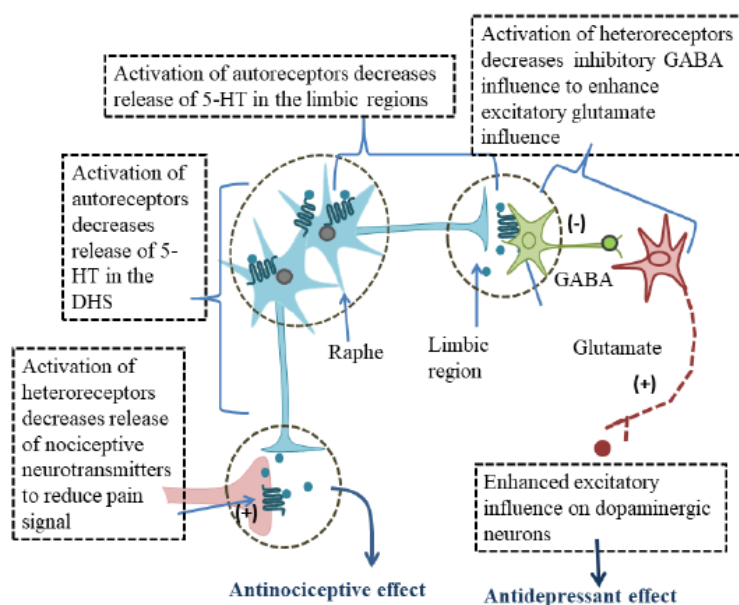 Activation of autoreceptors decreases
release of 5-HT in the limbic regions
Activation of heteroreceptors
decreases inhibitory GABA
influence to enhance
excitatory glutamate
influence
Activation of
autoreceptors
decreases
release of 5-
HT in the
DHS
(-)
GABA
Raphe
Limbic
region
Glutamate
(+)
Activation of
heteroreceptors
decreases release
of nociceptive
neurotransmitters
to reduce pain
signal
(+)
Enhanced excitatory
influence on dopaminergic
neurons
Antinociceptive effect
Antidepressant effect